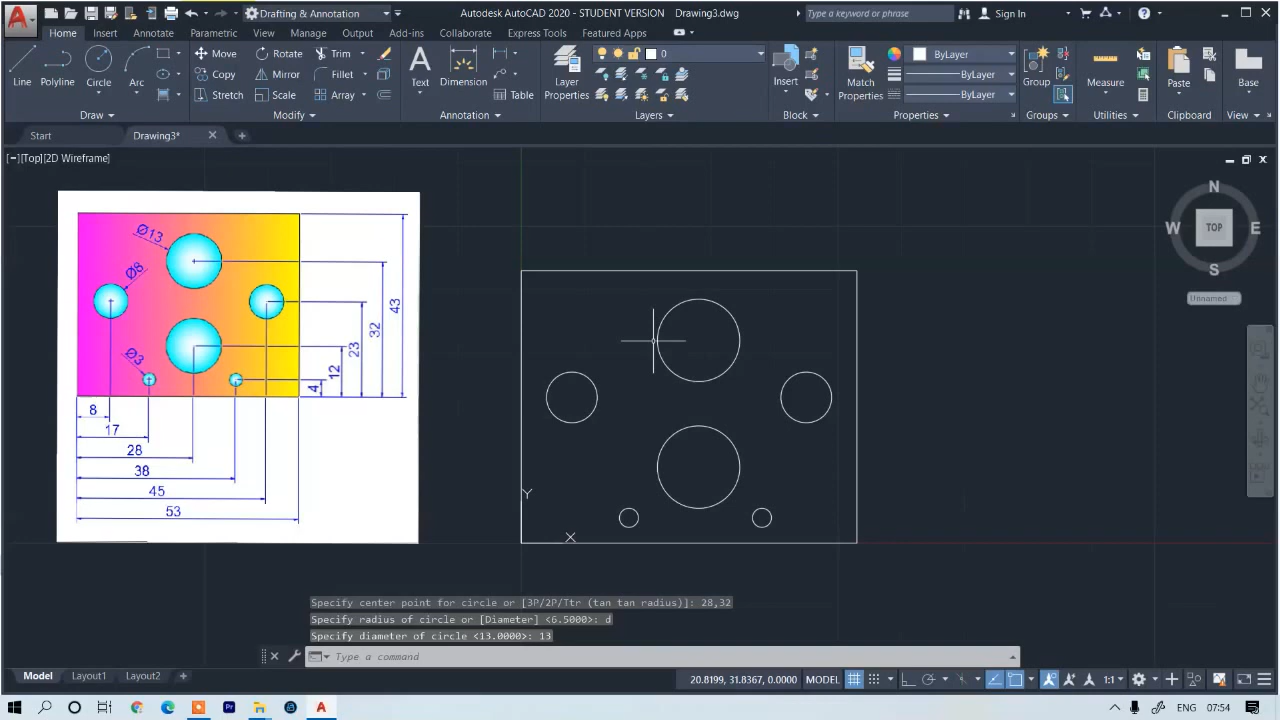 Drafting & Annotation
Autodesk AutoCAD 2020 - STUDENT VERSION Drawing3.dwg
Type a keyword or phrase
Sign In
A
Home Insert Annotate Parametric View Manage Output Add-ins Collaborate Express Tools Featured Apps
Line
Polyline
Circle
Arc
Move
Rotate
Trim
Copy
Mirror
Fillet
Stretch
Scale
Array
Text
Dimension
Table
Layer
Properties
0
Insert
Match
Properties
ByLayer
ByLayer
ByLayer
Group
Measure
Paste
Base
Draw
Modify
Annotation
Layers
Block
Properties
Groups
Utilities
Clipboard
View
Start
Drawing3*
[−][Top][2D Wireframe]
N
W
TOP
E
S
Unnamed
Ø13
Ø8
Ø3
43
32
23
12
4
8
17
28
38
45
53
Y
X
Specify center point for circle or [3P/2P/Ttr (tan tan radius)]: 28,32
Specify radius of circle or [Diameter] <6.5000>: d
Specify diameter of circle <13.0000>: 13
Type a command
Model
Layout1
Layout2
20.8199, 31.8367, 0.0000
MODEL
1:1
Pr
A
ENG
07:54